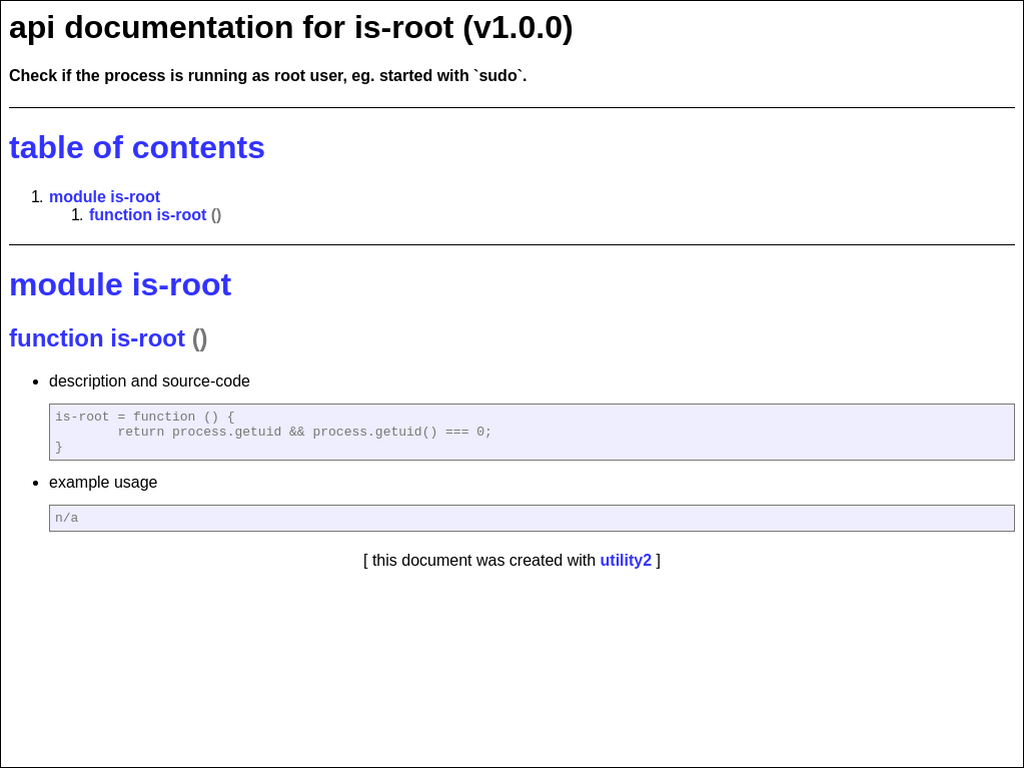 api documentation for is-root (v1.0.0)
Check if the process is running as root user, eg. started with `sudo`.
table of contents
1. module is-root
1. function is-root ()
module is-root
function is-root ()
• description and source-code
is-root = function () {
        return process.getuid && process.getuid() === 0;
}
• example usage
n/a
[ this document was created with utility2 ]